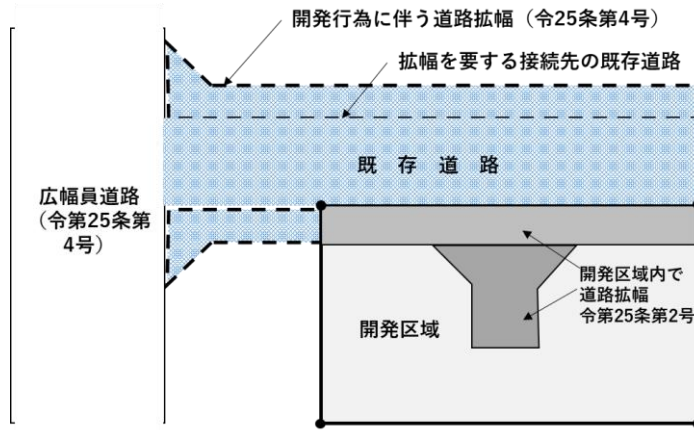 開発行為に伴う道路拡幅（令25条第4号）
拡幅を要する接続先の既存道路
既存道路
広幅員道路
（令第25条第
4号）
開発区域内で
道路拡幅
令第25条第2号
開発区域